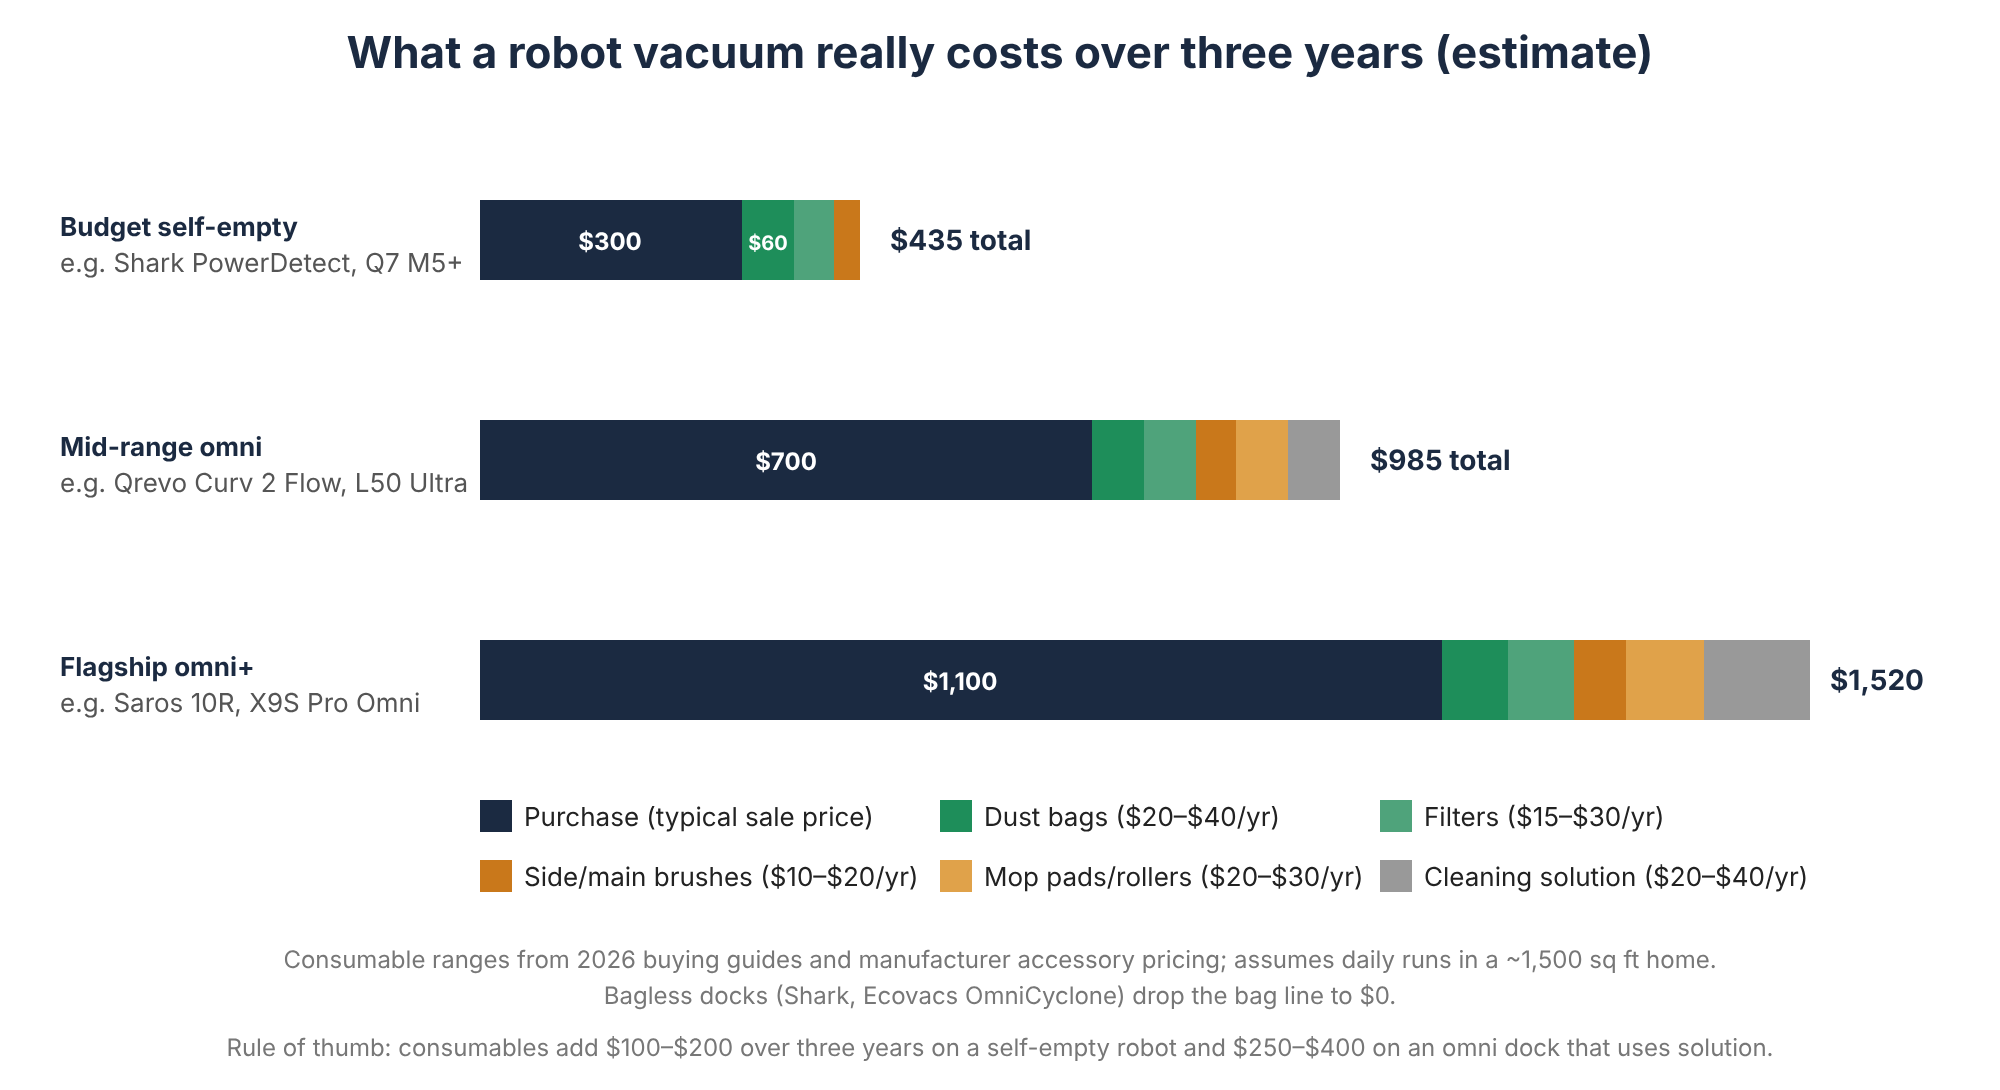 What a robot vacuum really costs over three years (estimate)
Budget self-empty
e.g. Shark PowerDetect, Q7 M5+
$300
$60
$435 total
Mid-range omni
e.g. Qrevo Curv 2 Flow, L50 Ultra
$700
$985 total
Flagship omni+
e.g. Saros 10R, X9S Pro Omni
$1,100
$1,520
Purchase (typical sale price)
Dust bags ($20–$40/yr)
Filters ($15–$30/yr)
Side/main brushes ($10–$20/yr)
Mop pads/rollers ($20–$30/yr)
Cleaning solution ($20–$40/yr)
Consumable ranges from 2026 buying guides and manufacturer accessory pricing; assumes daily runs in a ~1,500 sq ft home.
Bagless docks (Shark, Ecovacs OmniCyclone) drop the bag line to $0.
Rule of thumb: consumables add $100–$200 over three years on a self-empty robot and $250–$400 on an omni dock that uses solution.